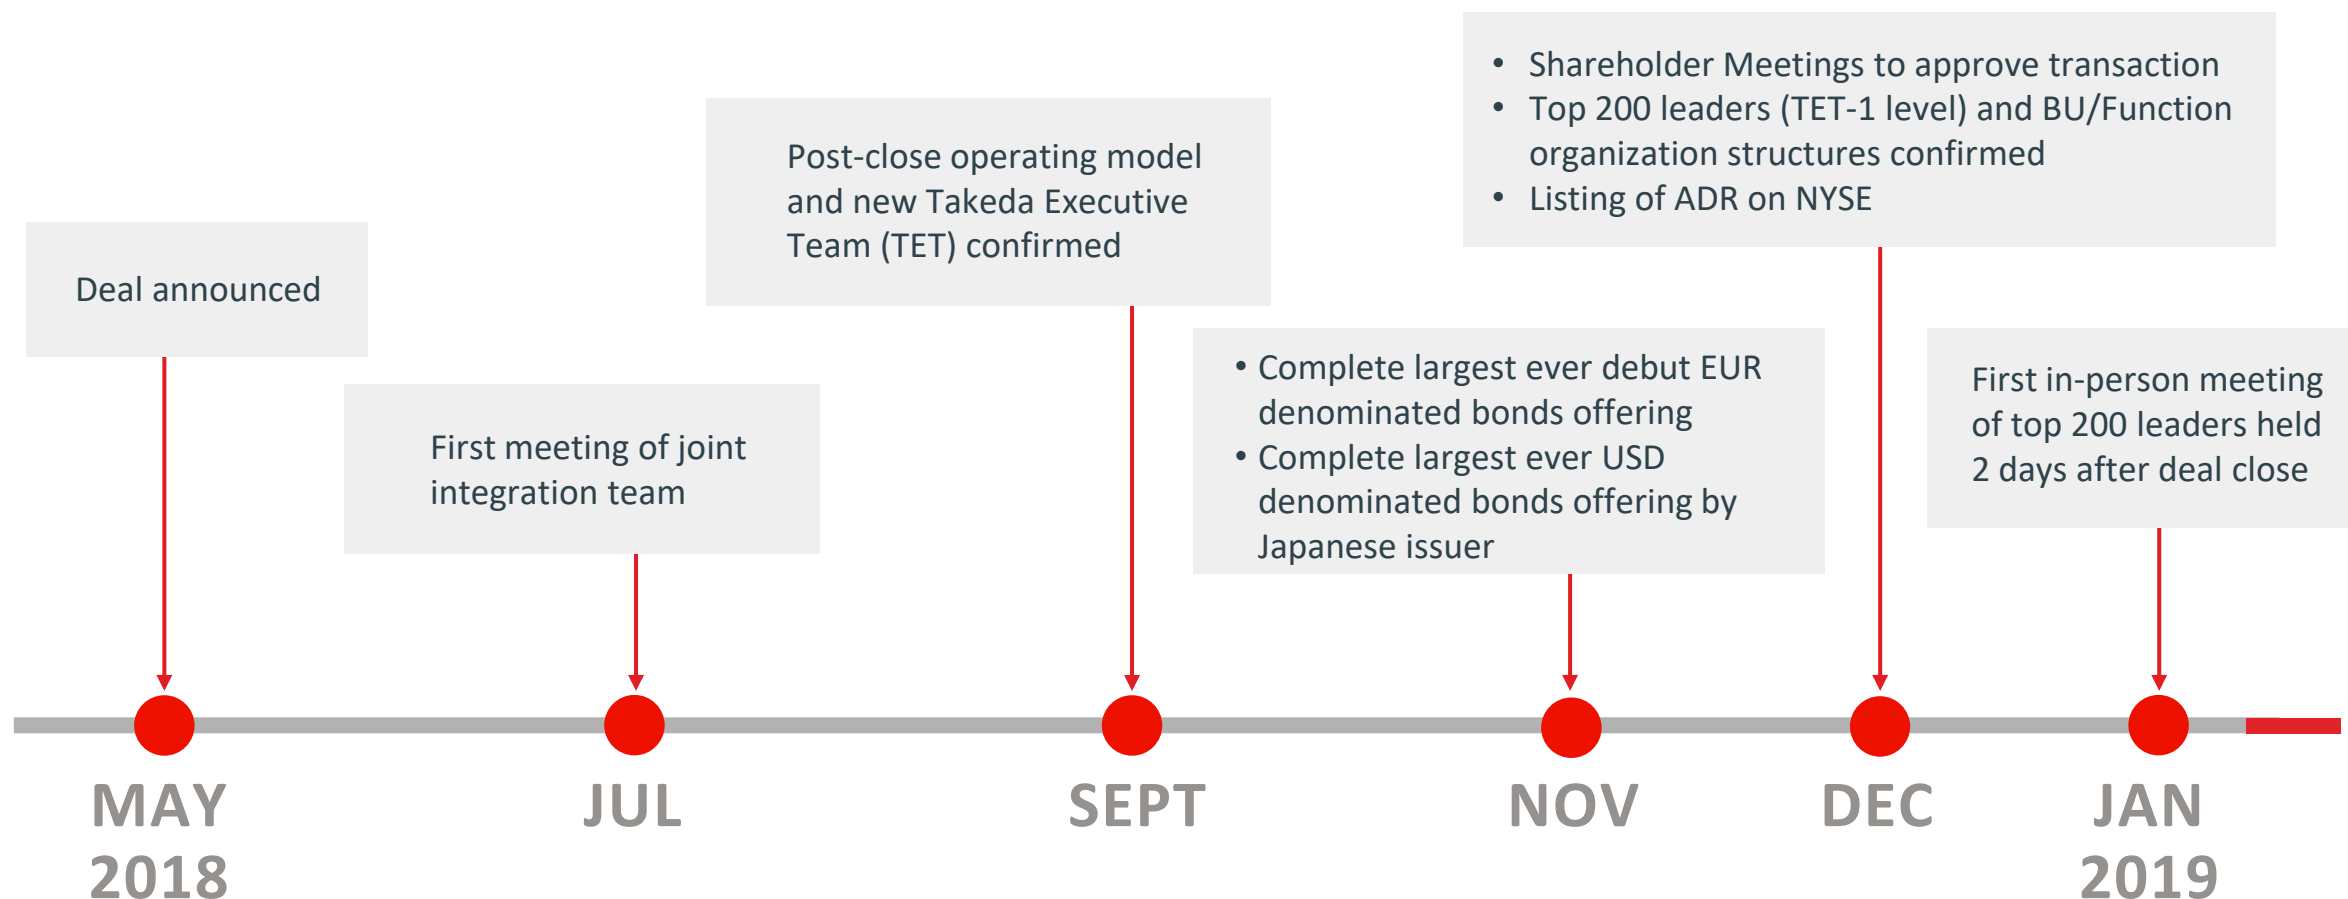 Deal announced
First meeting of joint
integration team
Post-close operating model
and new Takeda Executive
Team (TET) confirmed
• Complete largest ever debut EUR
denominated bonds offering
• Complete largest ever USD
denominated bonds offering by
Japanese issuer
• Shareholder Meetings to approve transaction
• Top 200 leaders (TET-1 level) and BU/Function
organization structures confirmed
• Listing of ADR on NYSE
First in-person meeting
of top 200 leaders held
2 days after deal close
MAY
2018
JUL
SEPT
NOV
DEC
JAN
2019